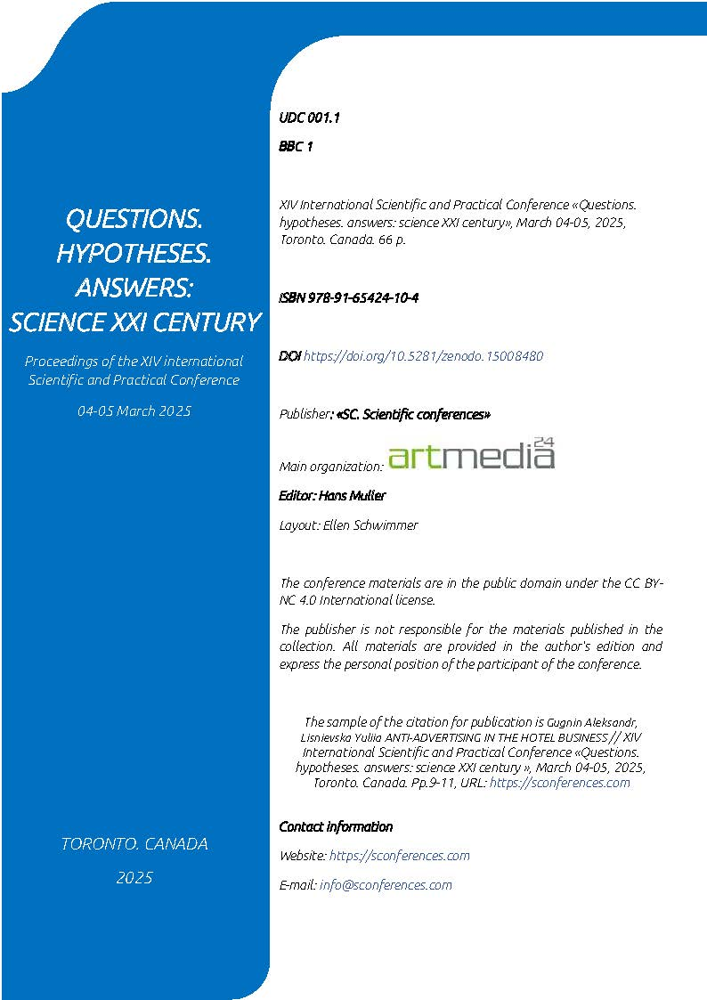 QUESTIONS.
HYPOTHESES.
ANSWERS:
SCIENCE XXI CENTURY
Proceedings of the XIV international
Scientific and Practical Conference
04-05 March 2025
TORONTO. CANADA
2025
UDC 001.1
BBC 1
XIV International Scientific and Practical Conference «Questions.
hypotheses. answers: science XXI century», March 04-05, 2025,
Toronto. Canada. 66 p.
ISBN 978-91-65424-10-4
DOI https://doi.org/10.5281/zenodo.15008480
Publisher: «SC. Scientific conferences»
Main organization: artmedia24
Editor: Hans Muller
Layout: Ellen Schwimmer
The conference materials are in the public domain under the CC BY-
NC 4.0 International license.
The publisher is not responsible for the materials published in the
collection. All materials are provided in the author's edition and
express the personal position of the participant of the conference.
The sample of the citation for publication is Gugnin Aleksandr,
Lisnievska Yuliia ANTI-ADVERTISING IN THE HOTEL BUSINESS // XIV
International Scientific and Practical Conference «Questions.
hypotheses. answers: science XXI century », March 04-05, 2025,
Toronto. Canada. Pp.9-11, URL: https://sconferences.com
Contact information
Website: https://sconferences.com
E-mail: info@sconferences.com